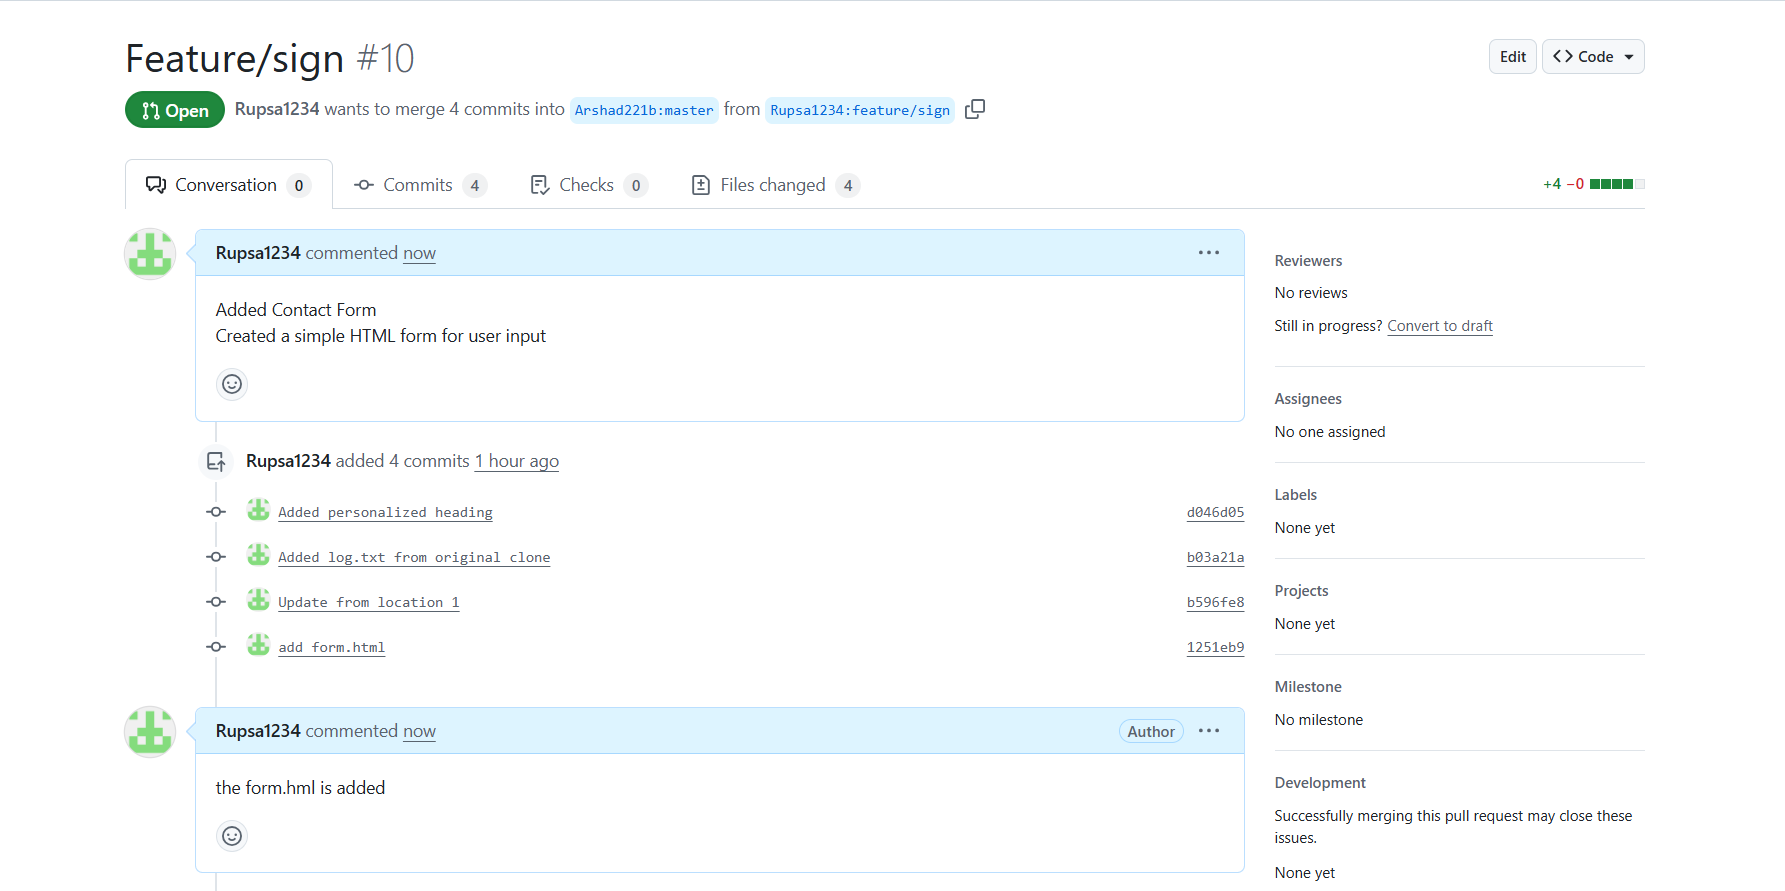 Feature/sign #10
Edit
Code
Open
Rupsa1234 wants to merge 4 commits into Arshad221b:master from Rupsa1234:feature/sign
Conversation 0
Commits 4
Checks 0
Files changed 4
+4 −0
Rupsa1234 commented now
Added Contact Form
Created a simple HTML form for user input
Rupsa1234 added 4 commits 1 hour ago
Added personalized heading d046d05
Added log.txt from original clone b03a21a
Update from location 1 b596fe8
add form.html 1251eb9
Rupsa1234 commented now
Author
the form.hml is added
Reviewers
No reviews
Still in progress? Convert to draft
Assignees
No one assigned
Labels
None yet
Projects
None yet
Milestone
No milestone
Development
Successfully merging this pull request may close these
issues.
None yet